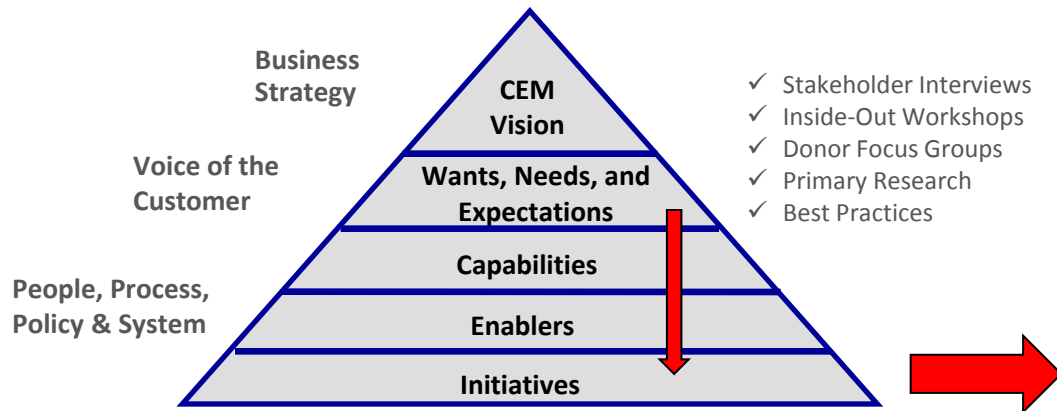 Business
Strategy
CEM
Vision
Voice of the
Customer
Wants, Needs, and
Expectations
People, Process,
Policy & System
Capabilities
Enablers
Initiatives
✓ Stakeholder Interviews
✓ Inside-Out Workshops
✓ Donor Focus Groups
✓ Primary Research
✓ Best Practices